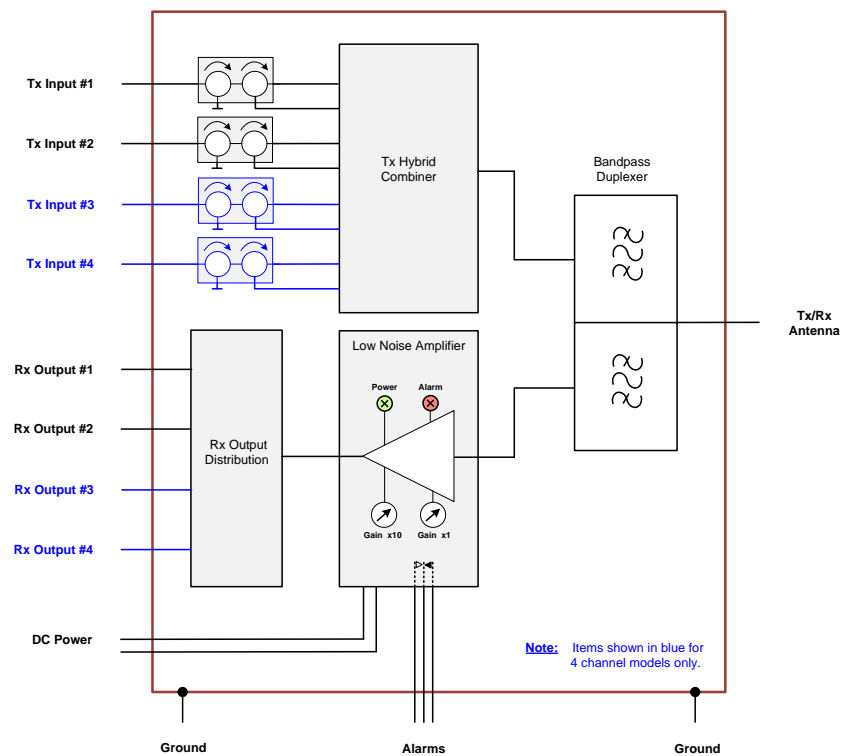 Tx Input #1
Tx Input #2
Tx Input #3
Tx Input #4
Tx Hybrid
Combiner
Bandpass
Duplexer
Tx/Rx
Antenna
Rx Output #1
Rx Output #2
Rx Output #3
Rx Output #4
Rx Output
Distribution
Low Noise Amplifier
Power Alarm
Gain x10 Gain x1
DC Power
Note: Items shown in blue for
4 channel models only.
Ground
Alarms
Ground